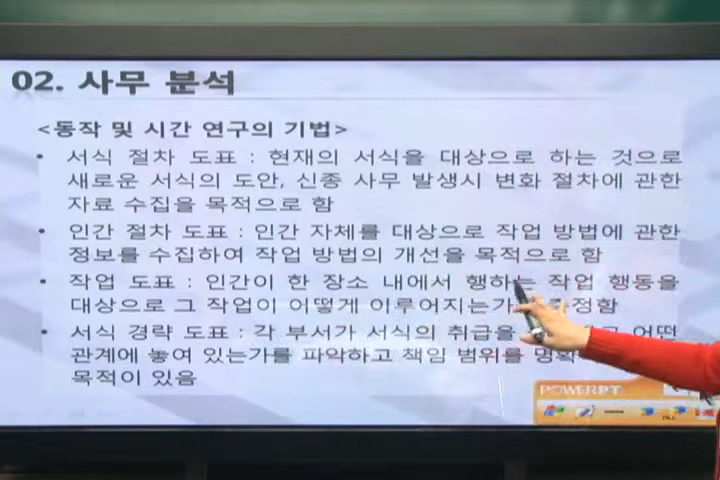 02. 사무 분석
<동작 및 시간 연구의 기법>
• 서식 절차 도표 : 현재의 서식을 대상으로 하는 것으로
새로운 서식의 도안, 신종 사무 발생시 변화 절차에 관한
자료 수집을 목적으로 함
• 인간 절차 도표 : 인간 자체를 대상으로 작업 방법에 관한
정보를 수집하여 작업 방법의 개선을 목적으로 함
• 작업 도표 : 인간이 한 장소 내에서 행하는 작업 행동을
대상으로 그 작업이 어떻게 이루어지는가
• 서식 경략 도표 : 각 부서가 서식의 취급을 어떤
관계에 놓여 있는가를 파악하고 책임 범위를
목적이 있음
POWERPT